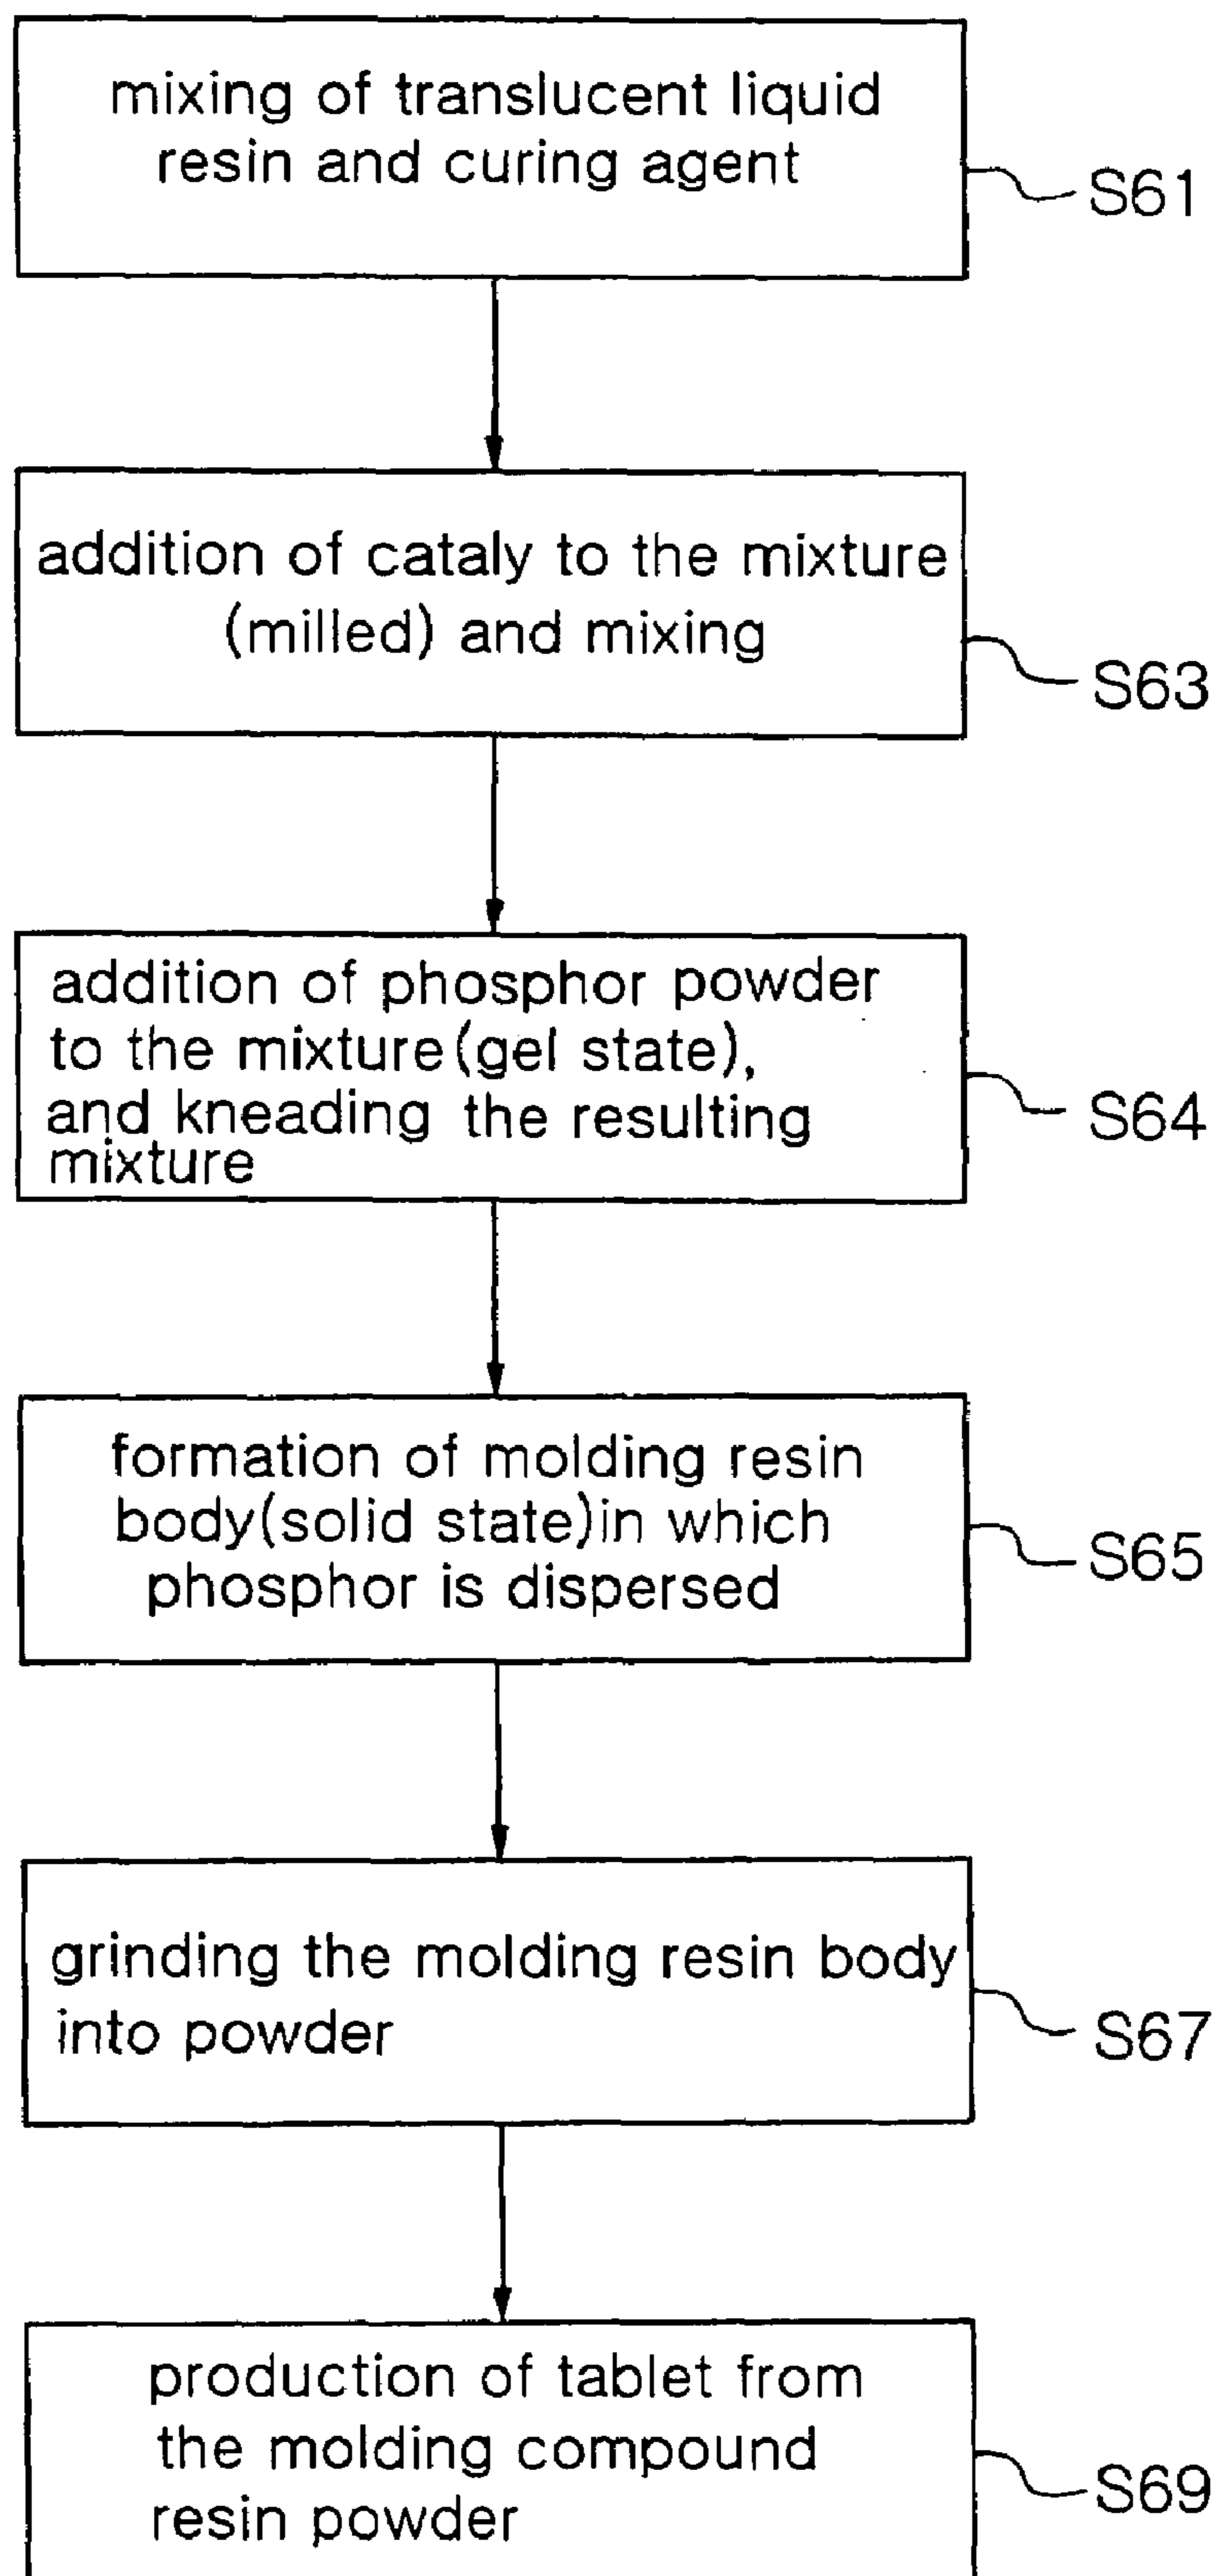 mixing of translucent liquid
resin and curing agent
S61
addition of cataly to the mixture
(milled) and mixing
S63
addition of phosphor powder
to the mixture(gel state),
and kneading the resulting
mixture
S64
formation of molding resin
body(solid state)in which
phosphor is dispersed
S65
grinding the molding resin body
into powder
S67
production of tablet from
the molding compound
resin powder
S69